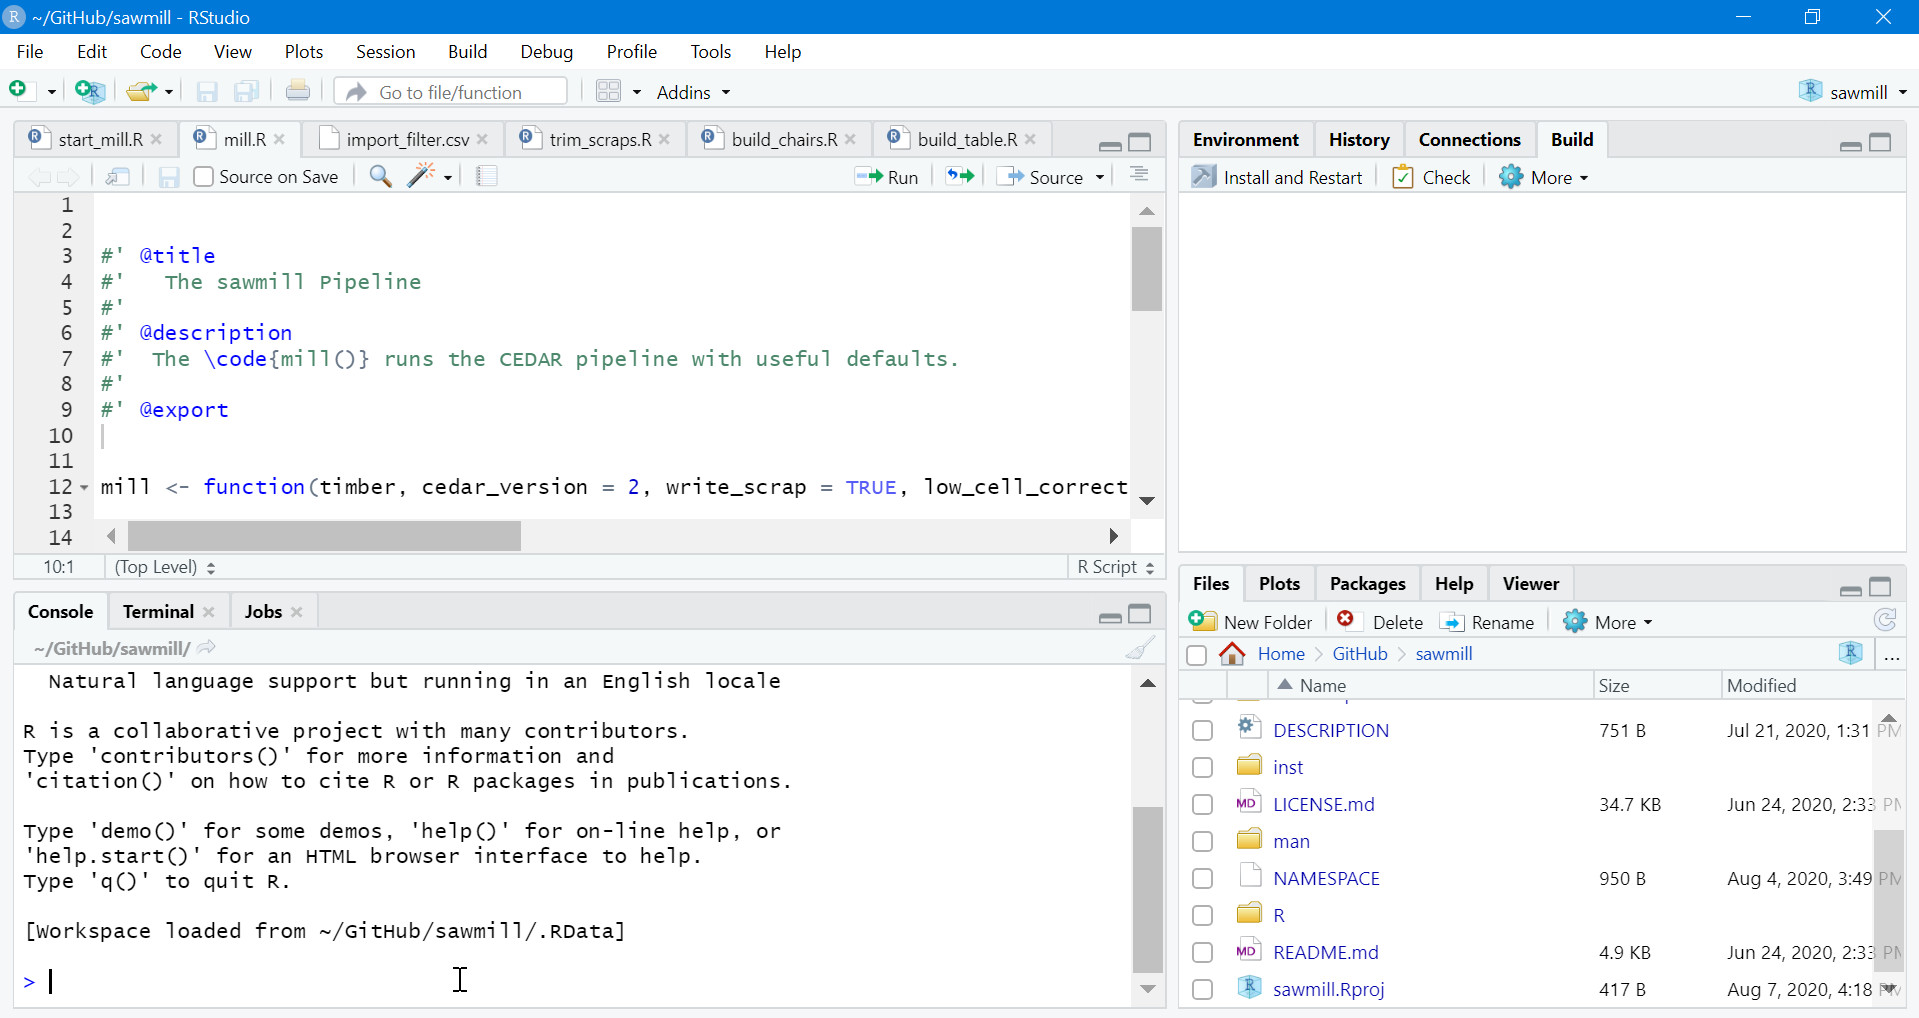 R ~/GitHub/sawmill - RStudio
File Edit Code View Plots Session Build Debug Profile Tools Help
Go to file/function Addins sawmill
start_mill.R mill.R import_filter.csv trim_scraps.R build_chairs.R build_table.R
Source on Save Run Source
1
2
3 #' @title
4 #' The sawmill Pipeline
5 #'
6 #' @description
7 #' The \code{mill()} runs the CEDAR pipeline with useful defaults.
8 #'
9 #' @export
10
11
12 mill <- function(timber, cedar_version = 2, write_scrap = TRUE, low_cell_correct
13
14
10:1 (Top Level) R Script
Console Terminal Jobs
~/GitHub/sawmill/
Natural language support but running in an English locale
R is a collaborative project with many contributors.
Type 'contributors()' for more information and
'citation()' on how to cite R or R packages in publications.
Type 'demo()' for some demos, 'help()' for on-line help, or
'help.start()' for an HTML browser interface to help.
Type 'q()' to quit R.
[Workspace loaded from ~/GitHub/sawmill/.RData]
>
Environment History Connections Build
Install and Restart Check More
Files Plots Packages Help Viewer
New Folder Delete Rename More
Home GitHub sawmill ...
Name Size Modified
DESCRIPTION 751 B Jul 21, 2020, 1:31 PM
inst
MD LICENSE.md 34.7 KB Jun 24, 2020, 2:33 PM
man
NAMESPACE 950 B Aug 4, 2020, 3:49 PM
R
MD README.md 4.9 KB Jun 24, 2020, 2:33 PM
sawmill.Rproj 417 B Aug 7, 2020, 4:18